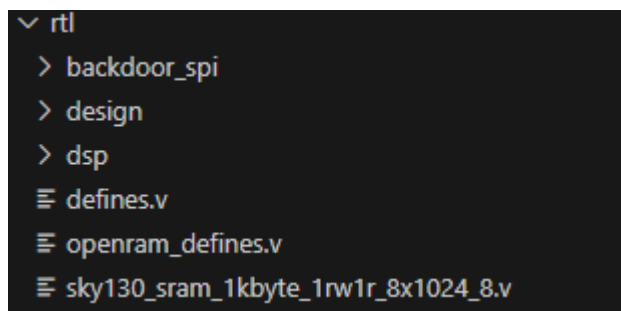 rtl
backdoor_spi
design
dsp
defines.v
openram_defines.v
sky130_sram_1kbyte_1rw1r_8x1024_8.v